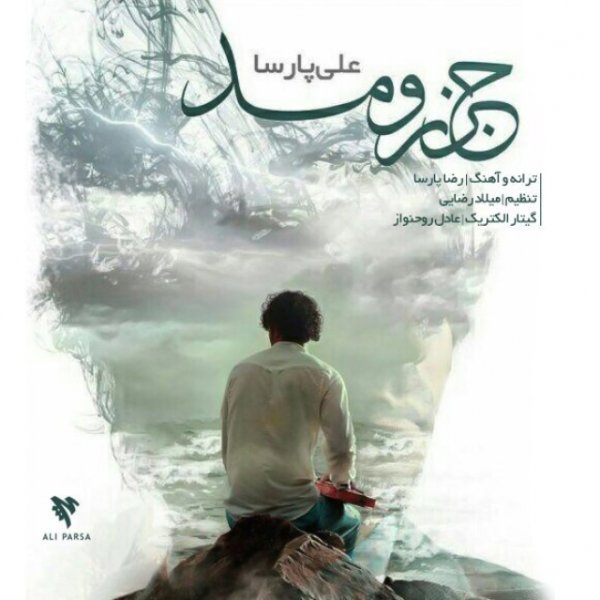 علی پارسا
جزر و مد
ترانه و آهنگ | رضا پارسا
تنظیم | میلاد رضایی
گیتار الکتریک | عادل روحنواز
ALI PARSA